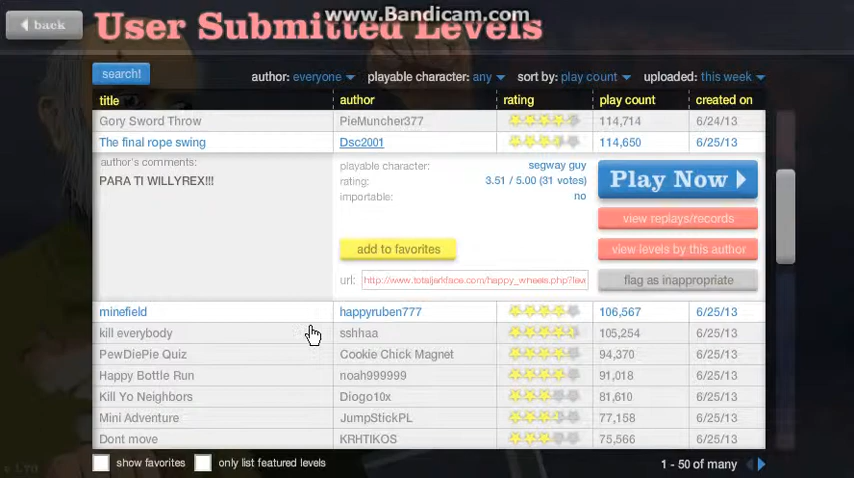 www.Bandicam.com
back
User Submitted Levels
search!
author: everyone
playable character: any
sort by: play count
uploaded: this week
title author rating play count created on
Gory Sword Throw PieMuncher377 114,714 6/24/13
The final rope swing Dsc2001 114,650 6/25/13
author's comments:
PARA TI WILLYREX!!!
playable character: segway guy
rating: 3.51 / 5.00 (31 votes)
importable: no
add to favorites
url: http://www.totaljerkface.com/happy_wheels.php?leve
Play Now
view replays/records
view levels by this author
flag as inappropriate
minefield happyruben777 106,567 6/25/13
kill everybody sshhaa 105,254 6/25/13
PewDiePie Quiz Cookie Chick Magnet 94,370 6/25/13
Happy Bottle Run noah999999 91,018 6/25/13
Kill Yo Neighbors Diogo10x 81,610 6/25/13
Mini Adventure JumpStickPL 77,158 6/25/13
Dont move KRHTIKOS 75,566 6/25/13
show favorites
only list featured levels
1 - 50 of many